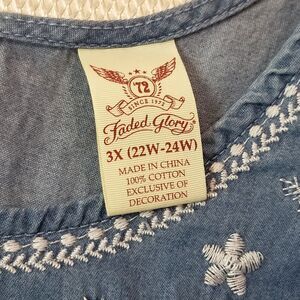 72
SINCE 1972
Faded Glory
3X (22W-24W)
MADE IN CHINA
100% COTTON
EXCLUSIVE OF
DECORATION